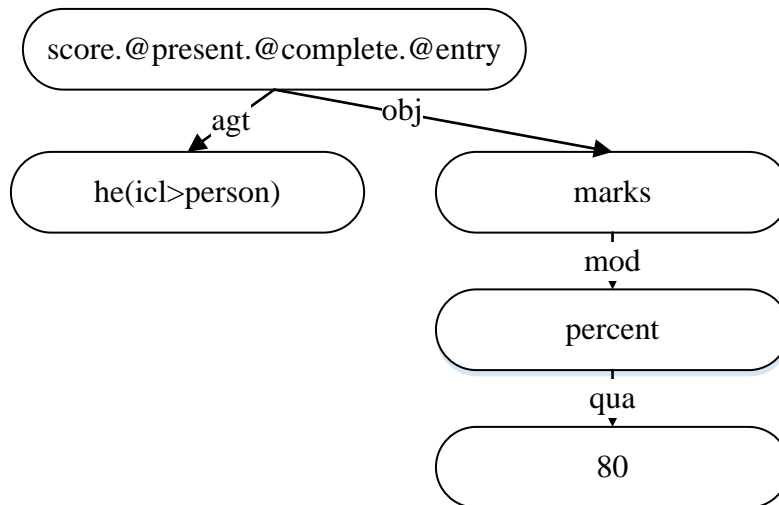 score.@present.@complete.@entry
agt
obj
he(icl>person)
marks
mod
percent
qua
80